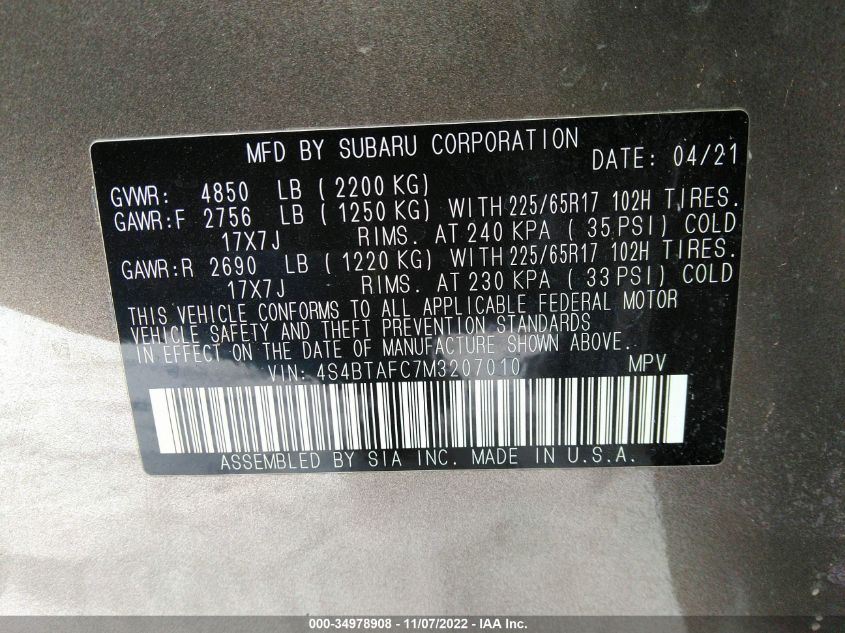 MFD BY SUBARU CORPORATION DATE: 04/21
GVWR: 4850 LB ( 2200 KG)
GAWR:F 2756 LB ( 1250 KG) WITH 225/65R17 102H TIRES.
17X7J RIMS. AT 240 KPA ( 35 PSI) COLD
GAWR:R 2690 LB ( 1220 KG) WITH 225/65R17 102H TIRES.
17X7J RIMS. AT 230 KPA ( 33 PSI) COLD
THIS VEHICLE CONFORMS TO ALL APPLICABLE FEDERAL MOTOR
VEHICLE SAFETY AND THEFT PREVENTION STANDARDS
IN EFFECT ON THE DATE OF MANUFACTURE SHOWN ABOVE.
VIN: 4S4BTAFC7M3207010 MPV
ASSEMBLED BY SIA INC. MADE IN U.S.A.
000-34978908 - 11/07/2022 - IAA Inc.